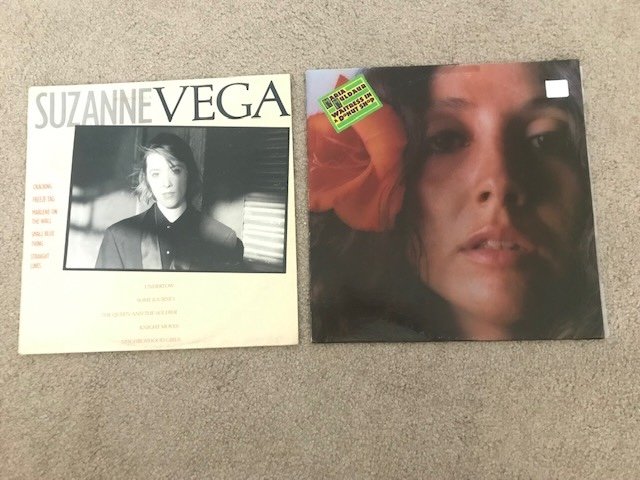 SUZANNE VEGA
CRACKING
FREEZE TAG
MARLENE ON
THE WALL
SMALL BLUE
THING
STRAIGHT
LINES
UNDERTOW
SOME JOURNEY
THE QUEEN AND THE SOLDIER
KNIGHT MOVES
NEIGHBORHOOD GIRLS
MARIA
MULDAUR
WAITRESS IN
A DONUT SHOP